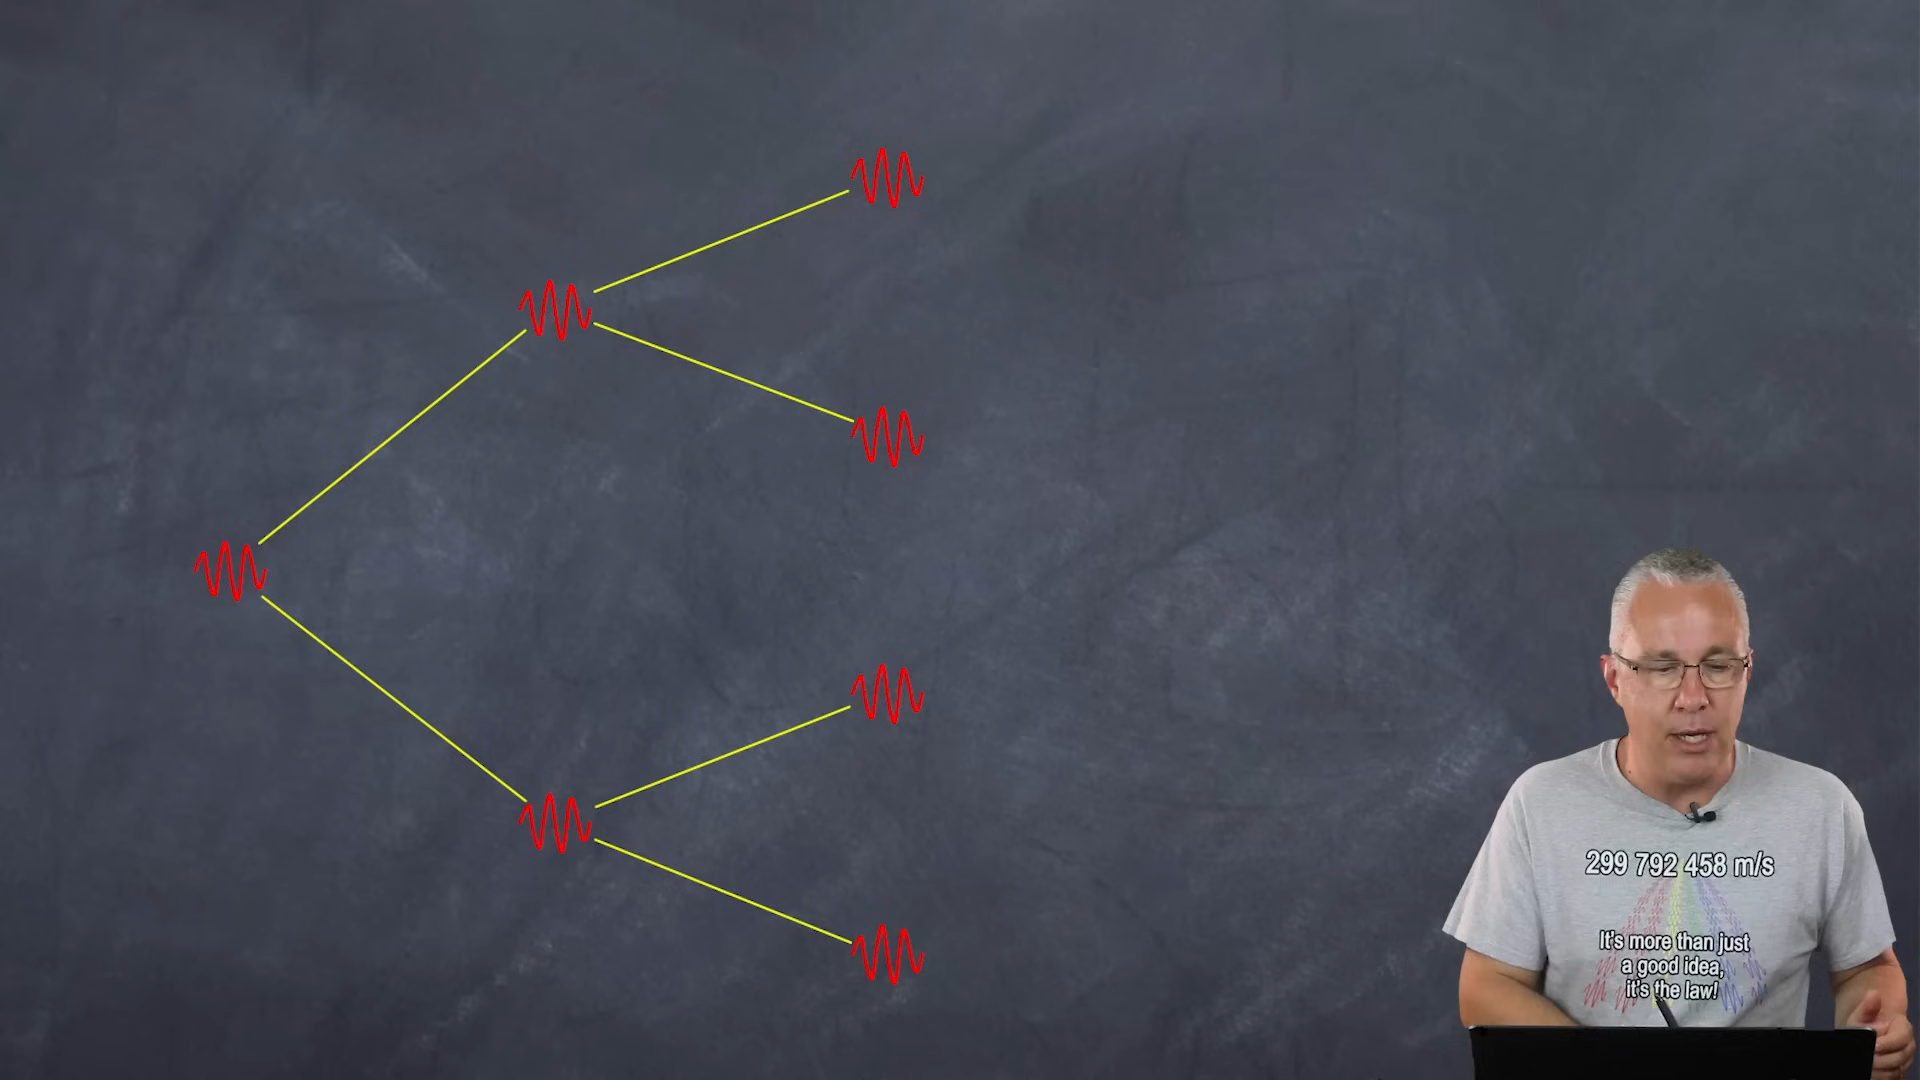 299 792 458 m/s
It's more than just
a good idea,
it's the law!